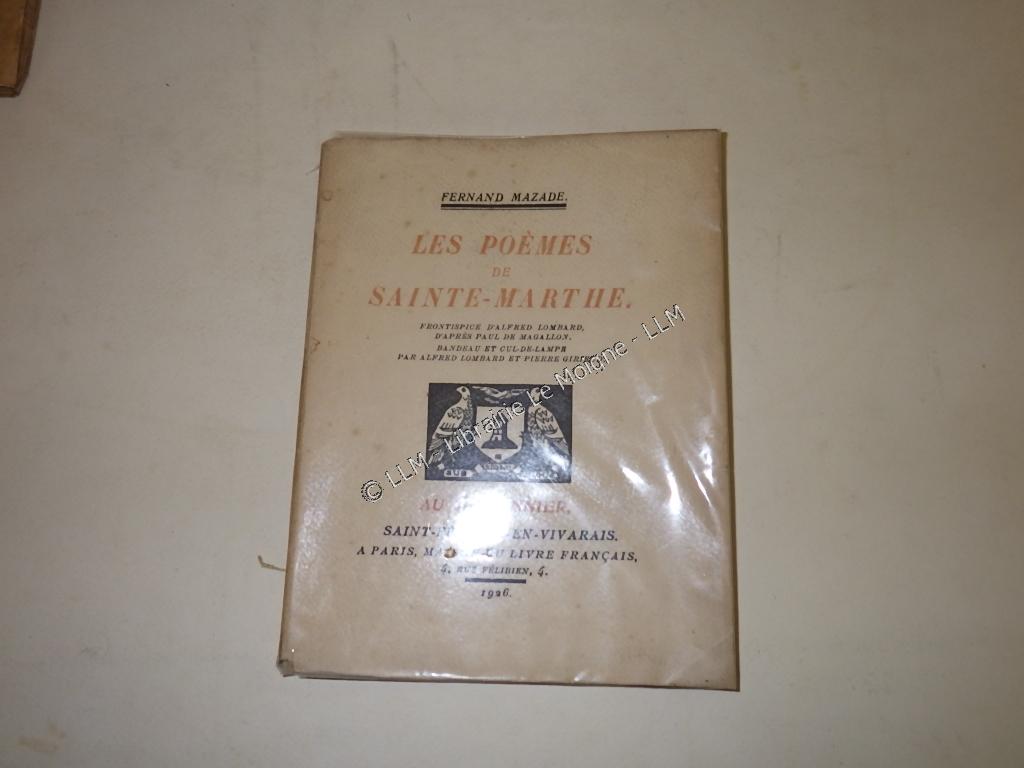 FERNAND MAZADE.
LES POÈMES
DE
SAINTE-MARTHE.
FRONTISPICE D'ALFRED LOMBARD,
D'APRÈS PAUL DE MAGALLON.
BANDEAU ET CUL-DE-LAMPE
PAR ALFRED LOMBARD ET PIERRE
© LLM - Librairie Le Moigne - LLM
AU
EN-VIVARAIS.
A PARIS, LIVRE FRANÇAIS,
4, RUE FÉLIBIEN, 4.
1926.